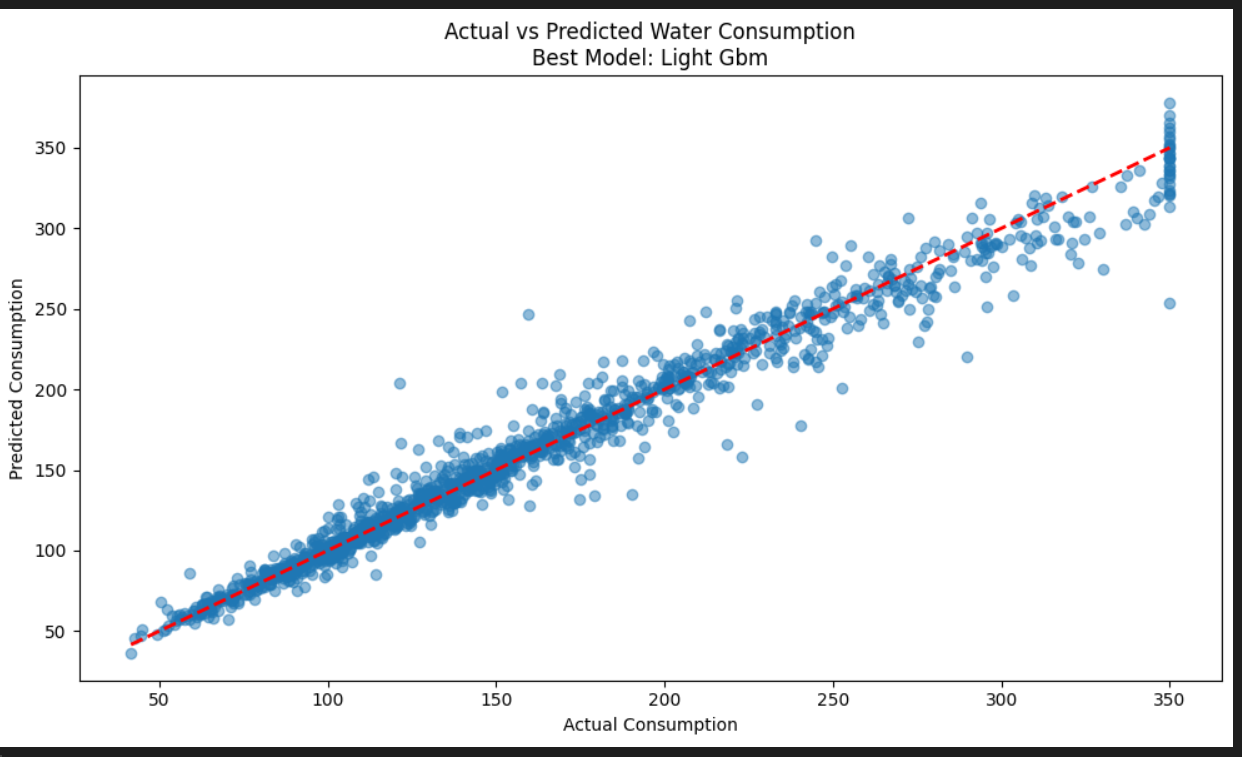 Actual vs Predicted Water Consumption
Best Model: Light Gbm
350
300
250
200
150
100
50
Predicted Consumption
50 100 150 200 250 300 350
Actual Consumption